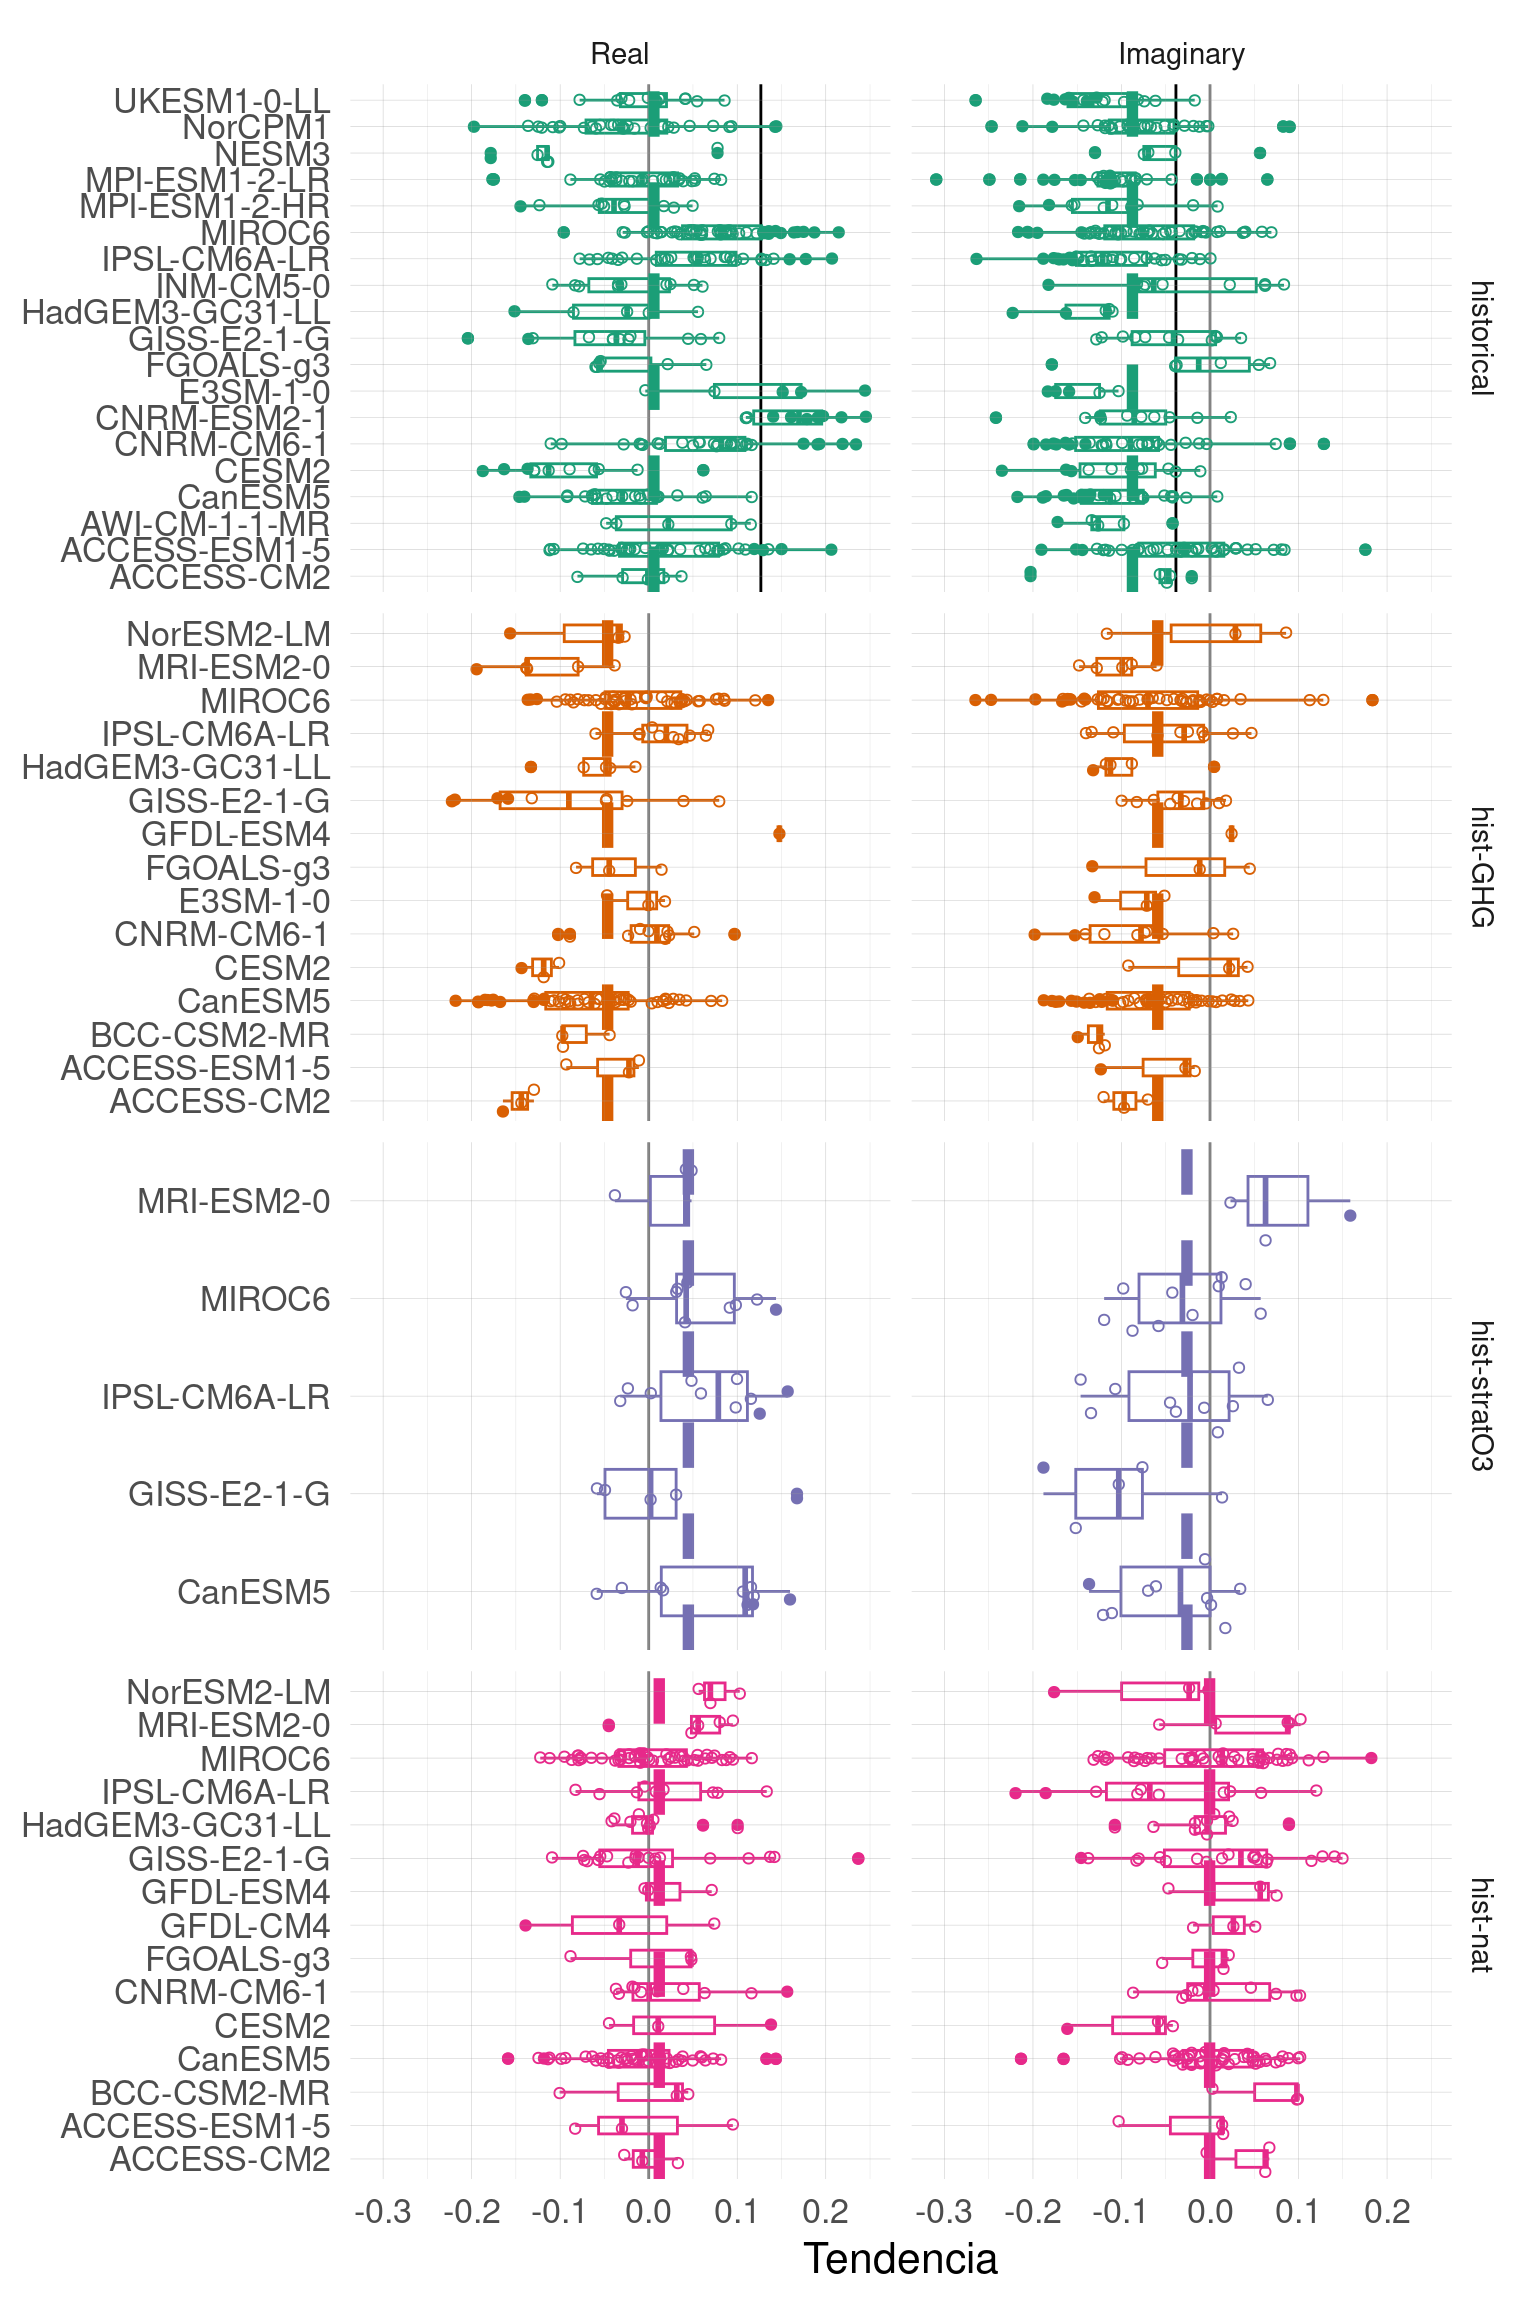 Real Imaginary
UKESM1-0-LL
NorCPM1
NESM3
MPI-ESM1-2-LR
MPI-ESM1-2-HR
MIROC6
IPSL-CM6A-LR
INM-CM5-0
HadGEM3-GC31-LL
GISS-E2-1-G
FGOALS-g3
E3SM-1-0
CNRM-ESM2-1
CNRM-CM6-1
CESM2
CanESM5
AWI-CM-1-1-MR
ACCESS-ESM1-5
ACCESS-CM2
historical
NorESM2-LM
MRI-ESM2-0
MIROC6
IPSL-CM6A-LR
HadGEM3-GC31-LL
GISS-E2-1-G
GFDL-ESM4
FGOALS-g3
E3SM-1-0
CNRM-CM6-1
CESM2
CanESM5
BCC-CSM2-MR
ACCESS-ESM1-5
ACCESS-CM2
hist-GHG
MRI-ESM2-0
MIROC6
IPSL-CM6A-LR
GISS-E2-1-G
CanESM5
hist-stratO3
NorESM2-LM
MRI-ESM2-0
MIROC6
IPSL-CM6A-LR
HadGEM3-GC31-LL
GISS-E2-1-G
GFDL-ESM4
GFDL-CM4
FGOALS-g3
CNRM-CM6-1
CESM2
CanESM5
BCC-CSM2-MR
ACCESS-ESM1-5
ACCESS-CM2
hist-nat
-0.3 -0.2 -0.1 0.0 0.1 0.2 -0.3 -0.2 -0.1 0.0 0.1 0.2
Tendencia